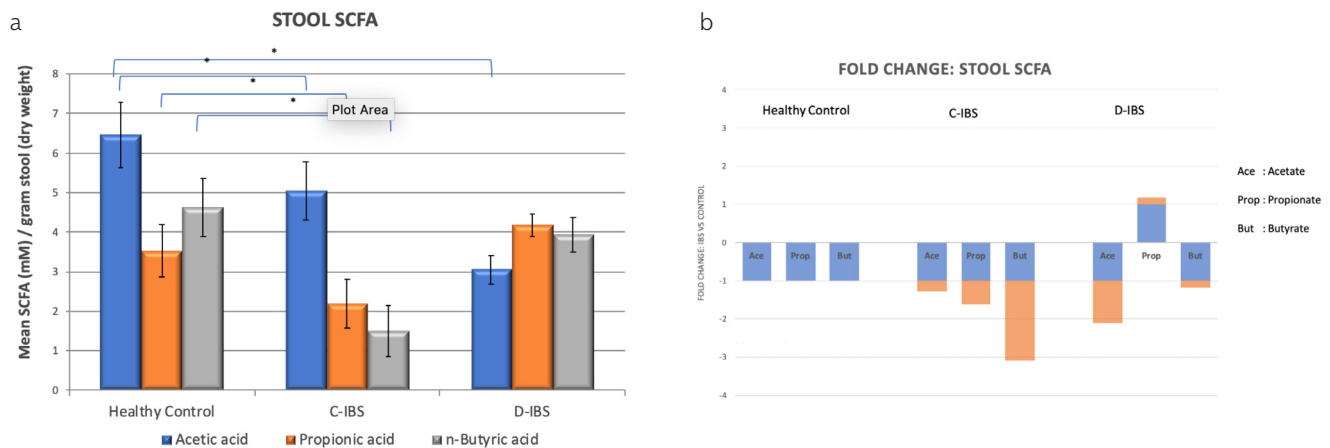 a
STOOL SCFA
Mean SCFA (mM) / gram stool (dry weight)
8
7
6
5
4
3
2
1
0
*
*
*
*
Plot Area
Healthy Control
C-IBS
D-IBS
Acetic acid
Propionic acid
n-Butyric acid
b
FOLD CHANGE: STOOL SCFA
FOLD CHANGE: IBS VS CONTROL
4
3
2
1
0
-1
-2
-3
-4
Healthy Control
C-IBS
D-IBS
Ace
Prop
But
Ace
Prop
But
Ace
Prop
But
Ace : Acetate
Prop : Propionate
But : Butyrate